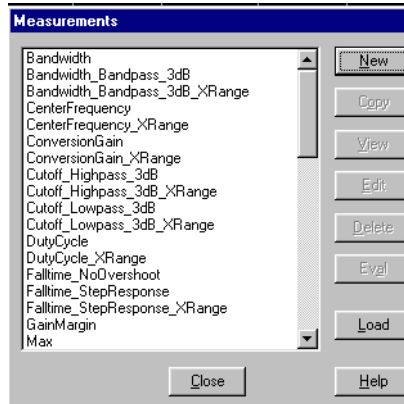 Measurements
Bandwidth
Bandwidth_Bandpass_3dB
Bandwidth_Bandpass_3dB_XRange
CenterFrequency
CenterFrequency_XRange
ConversionGain
ConversionGain_XRange
Cutoff_Highpass_3dB
Cutoff_Highpass_3dB_XRange
Cutoff_Lowpass_3dB
Cutoff_Lowpass_3dB_XRange
DutyCycle
DutyCycle_XRange
Falltime_NoOvershoot
Falltime_StepResponse
Falltime_StepResponse_XRange
GainMargin
Max
New
Copy
View
Edit
Delete
Eval
Load
Close
Help